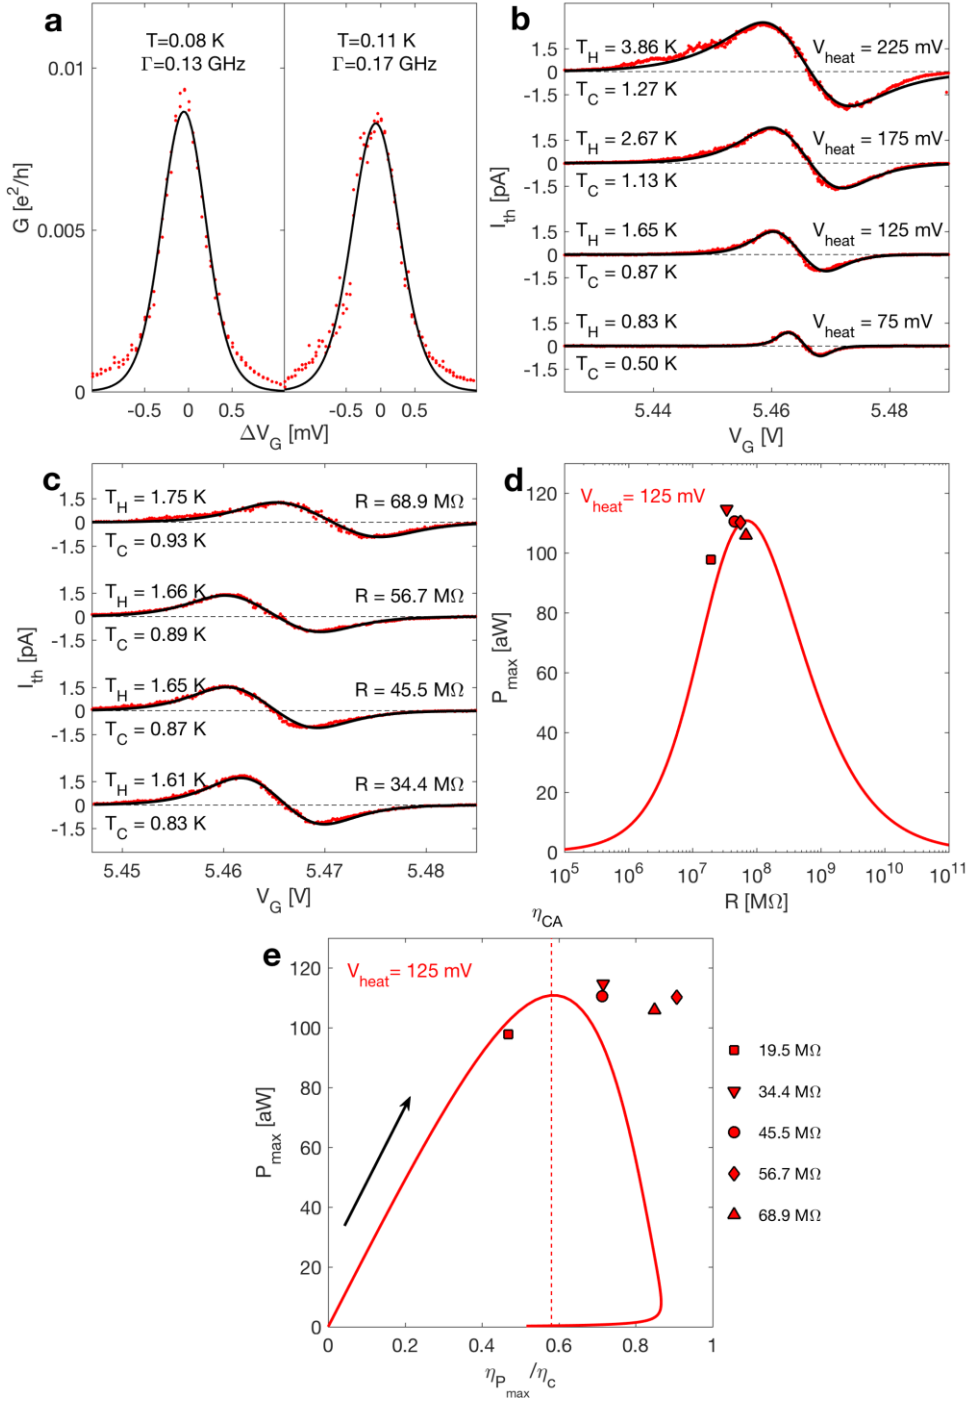 a
T=0.08 K
Γ=0.13 GHz
T=0.11 K
Γ=0.17 GHz
0.01
0.005
0
G [e²/h]
-0.5 0 0.5 -0.5 0 0.5
ΔV_G [mV]
b
T_H = 3.86 K V_heat = 225 mV
T_C = 1.27 K
T_H = 2.67 K V_heat = 175 mV
T_C = 1.13 K
T_H = 1.65 K V_heat = 125 mV
T_C = 0.87 K
T_H = 0.83 K V_heat = 75 mV
T_C = 0.50 K
1.5
0
-1.5
1.5
0
-1.5
1.5
0
-1.5
1.5
0
-1.5
I_th [pA]
5.44 5.46 5.48
V_G [V]
c
T_H = 1.75 K R = 68.9 MΩ
T_C = 0.93 K
T_H = 1.66 K R = 56.7 MΩ
T_C = 0.89 K
T_H = 1.65 K R = 45.5 MΩ
T_C = 0.87 K
T_H = 1.61 K R = 34.4 MΩ
T_C = 0.83 K
1.5
0
-1.5
1.5
0
-1.5
1.5
0
-1.5
1.5
0
-1.5
I_th [pA]
5.45 5.46 5.47 5.48
V_G [V]
d
V_heat = 125 mV
120
100
80
60
40
20
0
P_max [aW]
10⁵ 10⁶ 10⁷ 10⁸ 10⁹ 10¹⁰ 10¹¹
R [MΩ]
e
η_CA
V_heat = 125 mV
120
100
80
60
40
20
0
P_max [aW]
0 0.2 0.4 0.6 0.8 1
η_P_max/η_c
19.5 MΩ
34.4 MΩ
45.5 MΩ
56.7 MΩ
68.9 MΩ